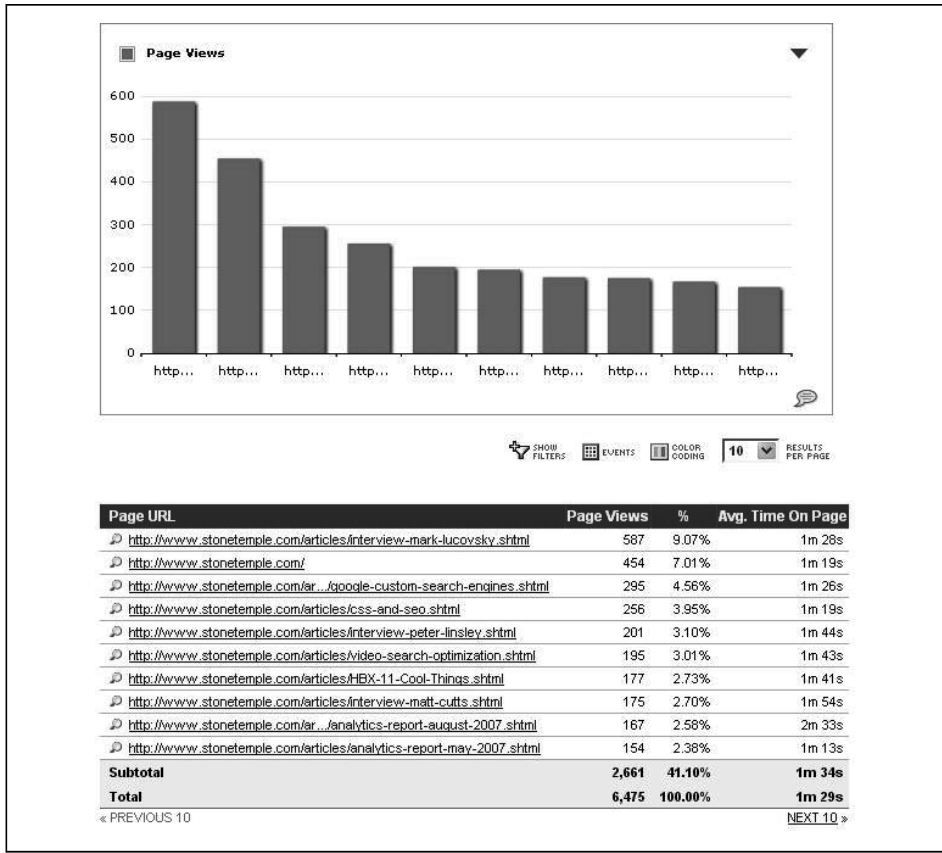 Page Views
600
500
400
300
200
100
0
http... http... http... http... http... http... http... http... http... http...
SHOW FILTERS EVENTS COLOR CODING 10 RESULTS PER PAGE
Page URL Page Views % Avg. Time On Page
http://www.stonetemple.com/articles/interview-mark-lucovsky.shtml 587 9.07% 1m 28s
http://www.stonetemple.com/ 454 7.01% 1m 19s
http://www.stonetemple.com/ar.../google-custom-search-engines.shtml 295 4.56% 1m 26s
http://www.stonetemple.com/articles/css-and-seo.shtml 256 3.95% 1m 19s
http://www.stonetemple.com/articles/interview-peter-linsley.shtml 201 3.10% 1m 44s
http://www.stonetemple.com/articles/video-search-optimization.shtml 195 3.01% 1m 43s
http://www.stonetemple.com/articles/HBX-11-Cool-Things.shtml 177 2.73% 1m 41s
http://www.stonetemple.com/articles/interview-matt-cutts.shtml 175 2.70% 1m 54s
http://www.stonetemple.com/ar.../analytics-report-august-2007.shtml 167 2.58% 2m 33s
http://www.stonetemple.com/articles/analytics-report-may-2007.shtml 154 2.38% 1m 13s
Subtotal 2,661 41.10% 1m 34s
Total 6,475 100.00% 1m 29s
« PREVIOUS 10 NEXT 10 »